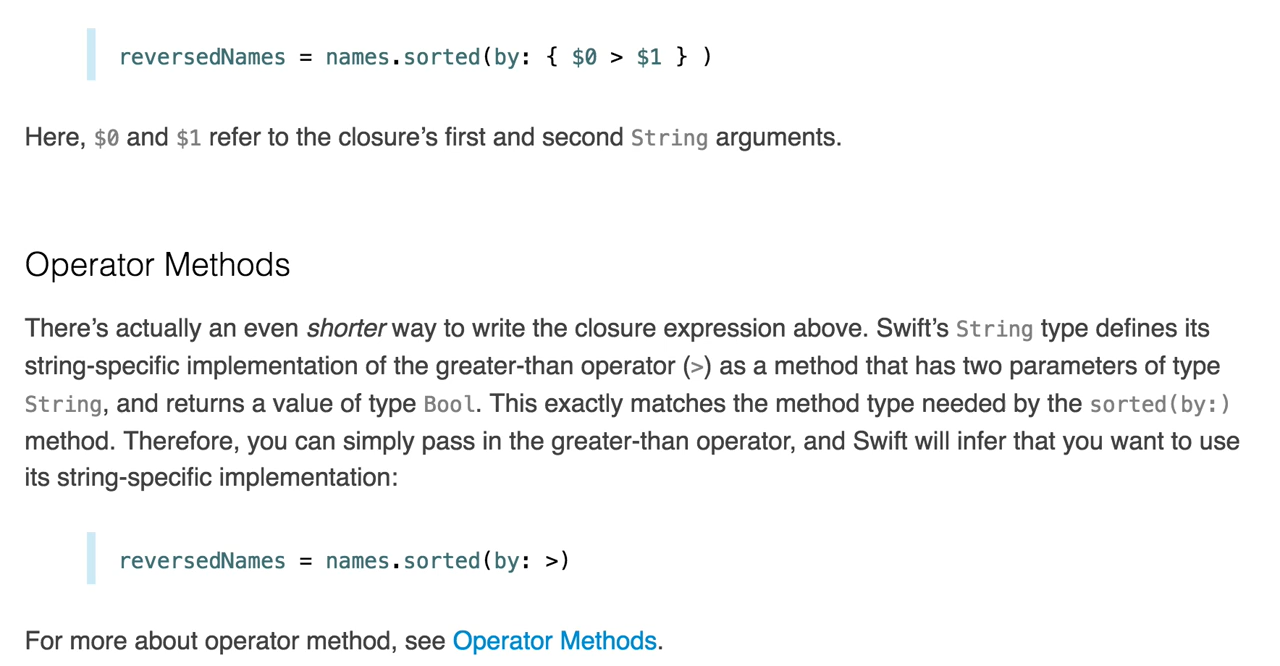 reversedNames = names.sorted(by: { $0 > $1 } )
Here, $0 and $1 refer to the closure’s first and second String arguments.
Operator Methods
There’s actually an even shorter way to write the closure expression above. Swift’s String type defines its
string-specific implementation of the greater-than operator (>) as a method that has two parameters of type
String, and returns a value of type Bool. This exactly matches the method type needed by the sorted(by:)
method. Therefore, you can simply pass in the greater-than operator, and Swift will infer that you want to use
its string-specific implementation:
reversedNames = names.sorted(by: >)
For more about operator method, see Operator Methods.